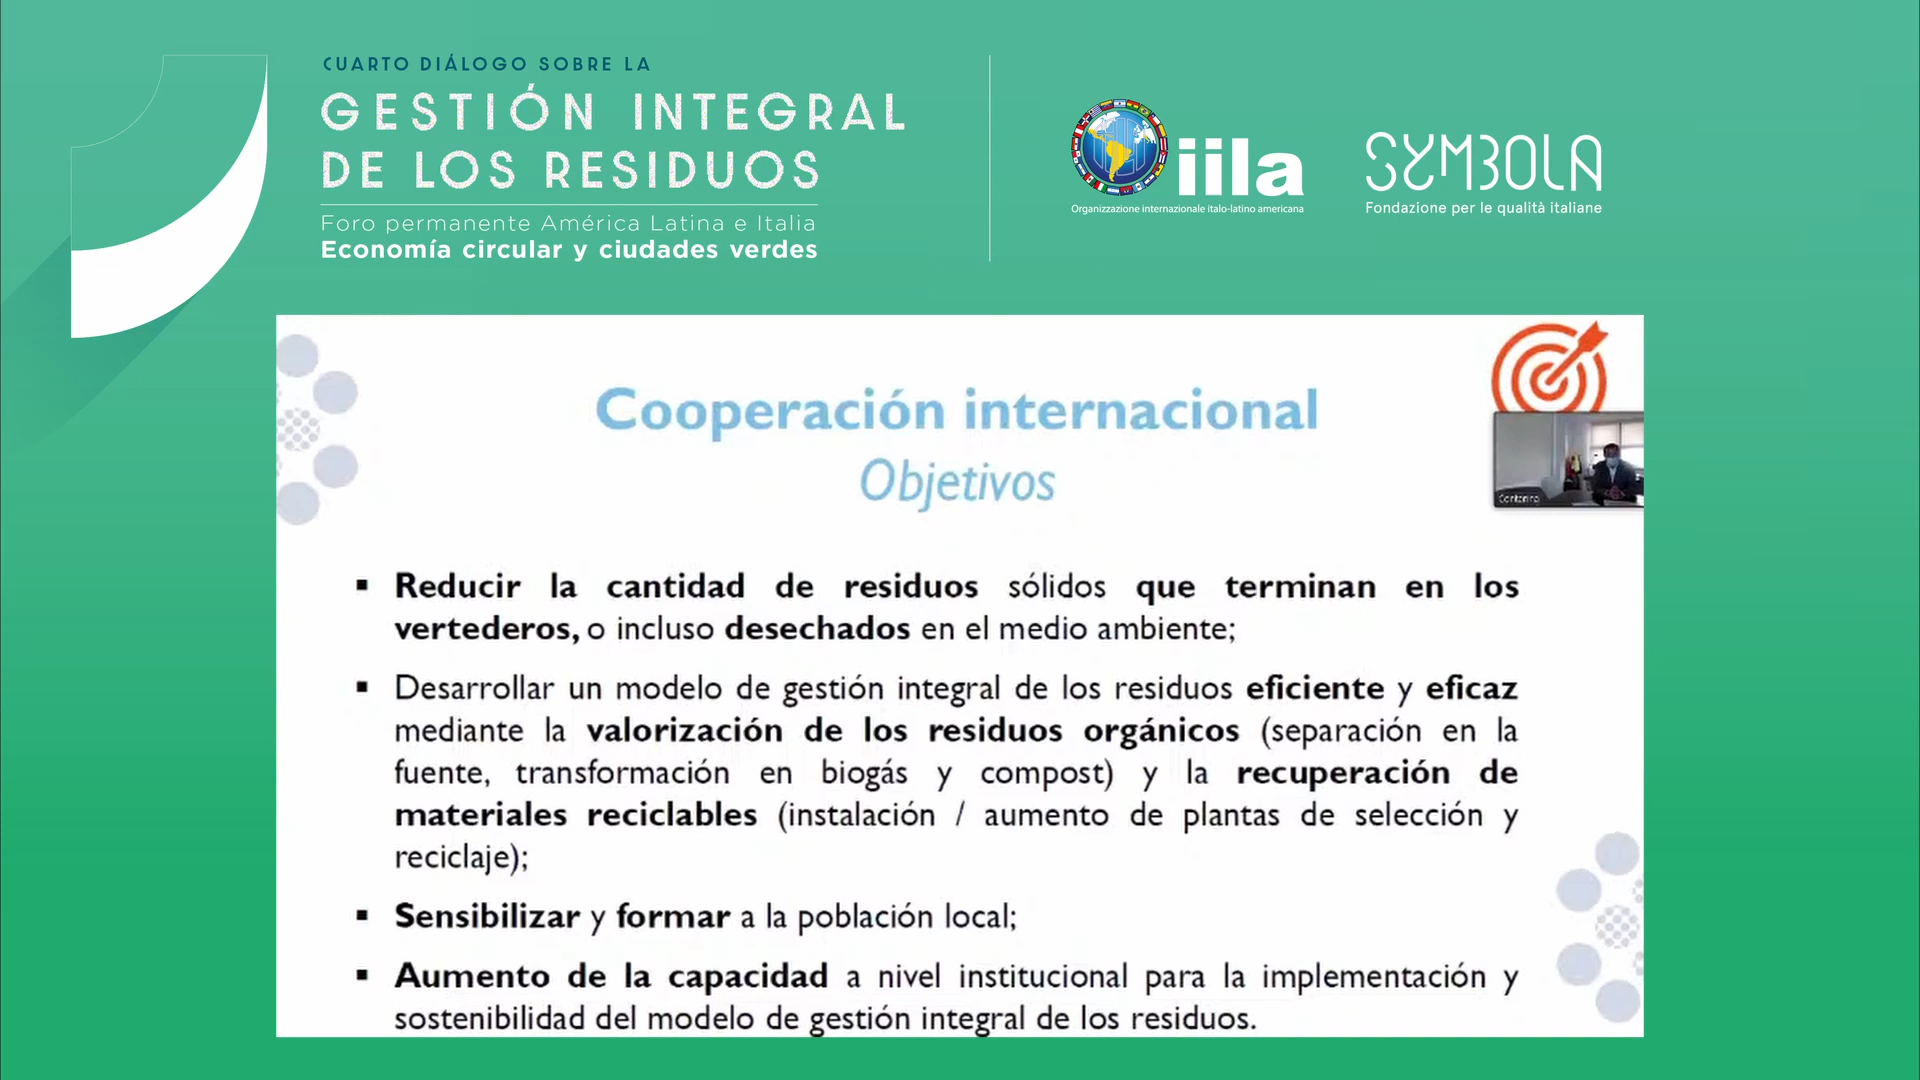 CUARTO DIÁLOGO SOBRE LA
GESTIÓN INTEGRAL
DE LOS RESIDUOS
Foro permanente América Latina e Italia
Economía circular y ciudades verdes
iila
Organizzazione internazionale italo-latino americana
SYMBOLA
Fondazione per le qualità italiane
Cooperación internacional
Objetivos
Contarina
▪ Reducir la cantidad de residuos sólidos que terminan en los
vertederos, o incluso desechados en el medio ambiente;
▪ Desarrollar un modelo de gestión integral de los residuos eficiente y eficaz
mediante la valorización de los residuos orgánicos (separación en la
fuente, transformación en biogás y compost) y la recuperación de
materiales reciclables (instalación / aumento de plantas de selección y
reciclaje);
▪ Sensibilizar y formar a la población local;
▪ Aumento de la capacidad a nivel institucional para la implementación y
sostenibilidad del modelo de gestión integral de los residuos.